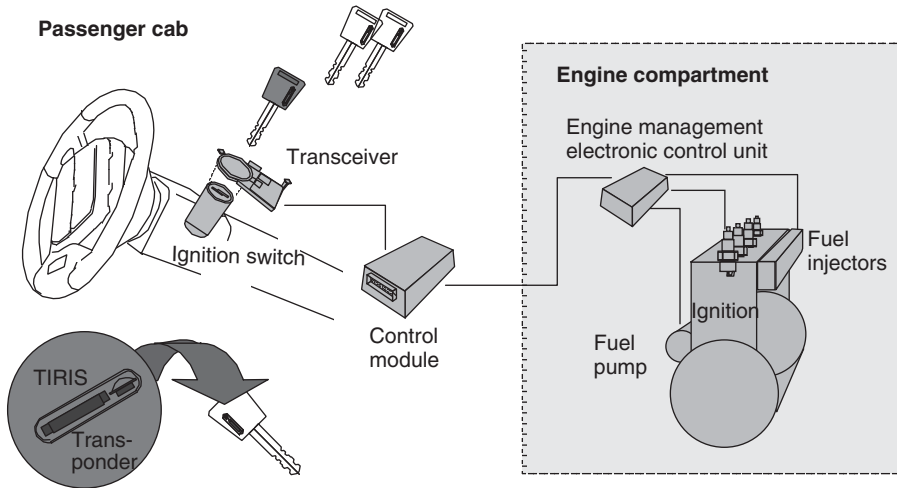 Passenger cab
Engine compartment
Engine management
electronic control unit
Transceiver
Ignition switch
Control
module
Fuel
injectors
Ignition
Fuel
pump
TIRIS
Trans-
ponder